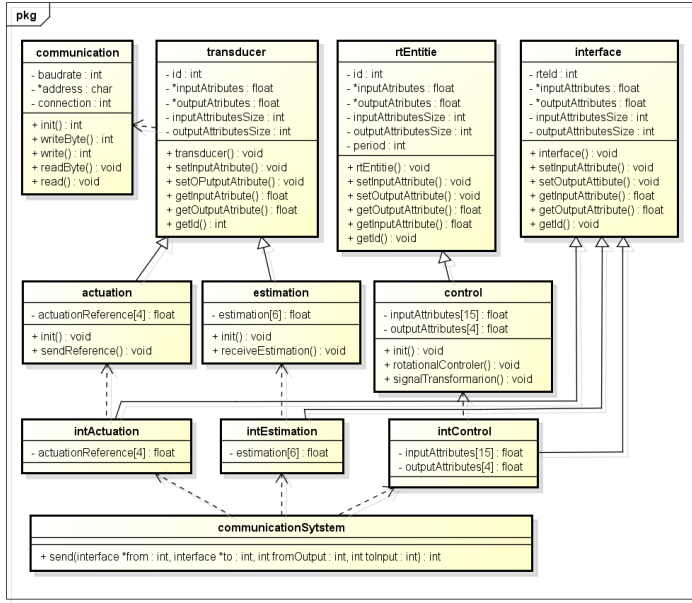 pkg
communication
- baudrate : int
- *address : char
- connection : int
+ init() : int
+ writeByte() : int
+ write() : int
+ readByte() : void
+ read() : void
transducer
- id : int
- *inputAtributes : float
- *outputAributes : float
- inputAttributesSize : int
- outputAttributesSize : int
+ transducer() : void
+ setInputAtribute() : void
+ setOPutputAtribute() : void
+ getInputAtribute() : float
+ getOutputAtribute() : float
+ getId() : int
rtEntitie
- id : int
- *inputAtributes : float
- *outputAributes : float
- inputAttributesSize : int
- outputAttributesSize : int
- period : int
+ rtEntitie() : void
+ setInputAttribute() : void
+ setOutputAttribute() : void
+ getOutputAttribute() : float
+ getInputAttribute() : float
+ getId() : void
interface
- rteId : int
- *inputAtributes : float
- *outputAributes : float
- inputAttributesSize : int
- outputAttributesSize : int
+ interface() : void
+ setInputAttribute() : void
+ setOutputAttibute() : void
+ getInputAttribute() : float
+ getOutputAttribute() : float
+ getId() : void
actuation
- actuationReference[4] : float
+ init() : void
+ sendReference() : void
estimation
- estimation[6] : float
+ init() : void
+ receiveEstimation() : void
control
- inputAttributes[15] : float
- outputAttributes[4] : float
+ init() : void
+ rotationalControler() : void
+ signalTransformarion() : void
intActuation
- actuationReference[4] : float
intEstimation
- estimation[6] : float
intControl
- inputAttributes[15] : float
- outputAttributes[4] : float
communicationSytstem
+ send(interface *from : int, interface *to : int, int fromOutput : int, int toInput : int) : int